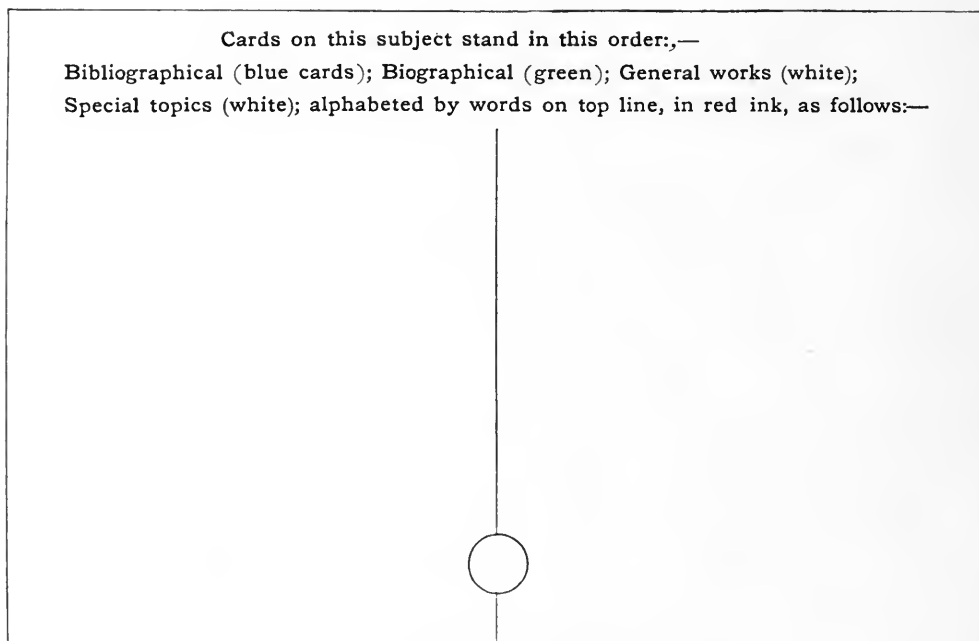 Cards on this subject stand in this order:,—
Bibliographical (blue cards); Biographical (green); General works (white);
Special topics (white); alphabeted by words on top line, in red ink, as follows:—